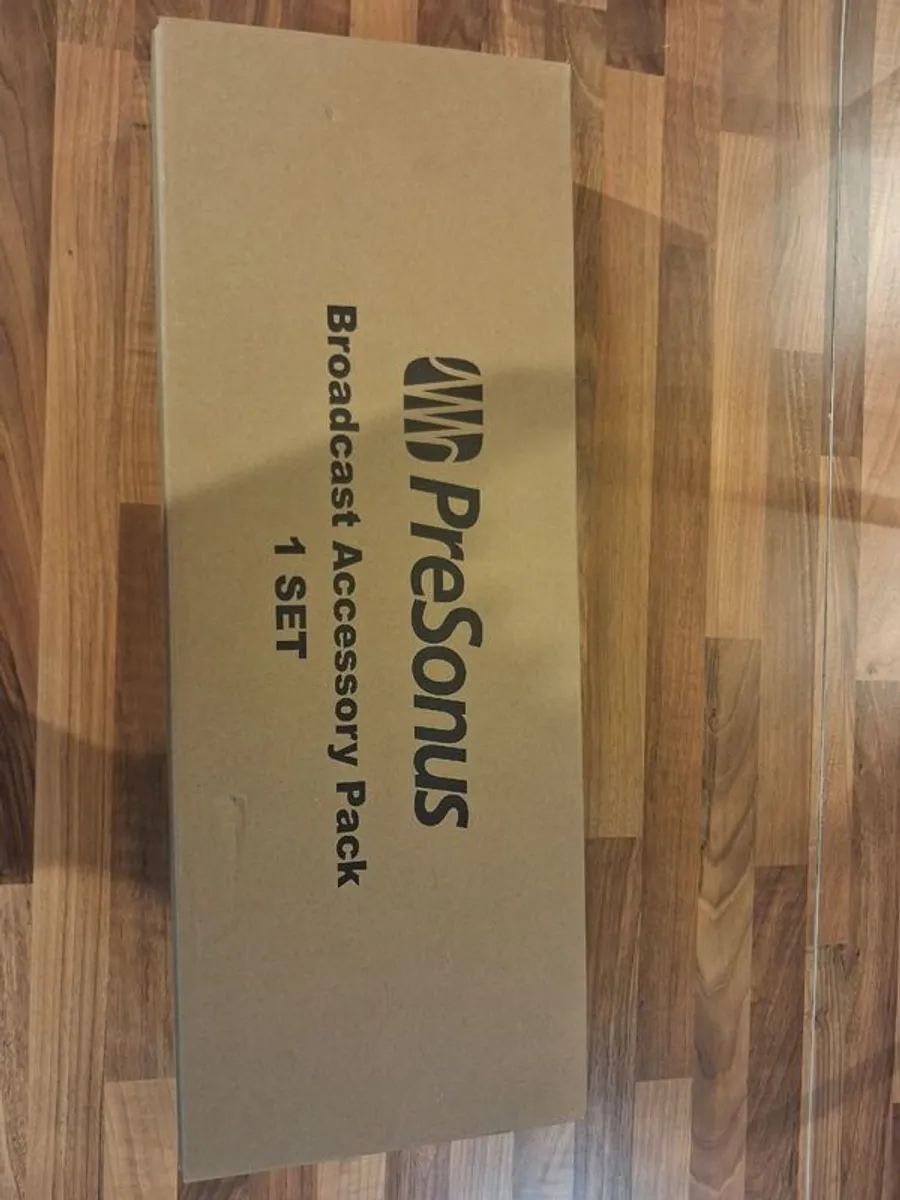 PreSonus
Broadcast Accessory Pack
1 SET